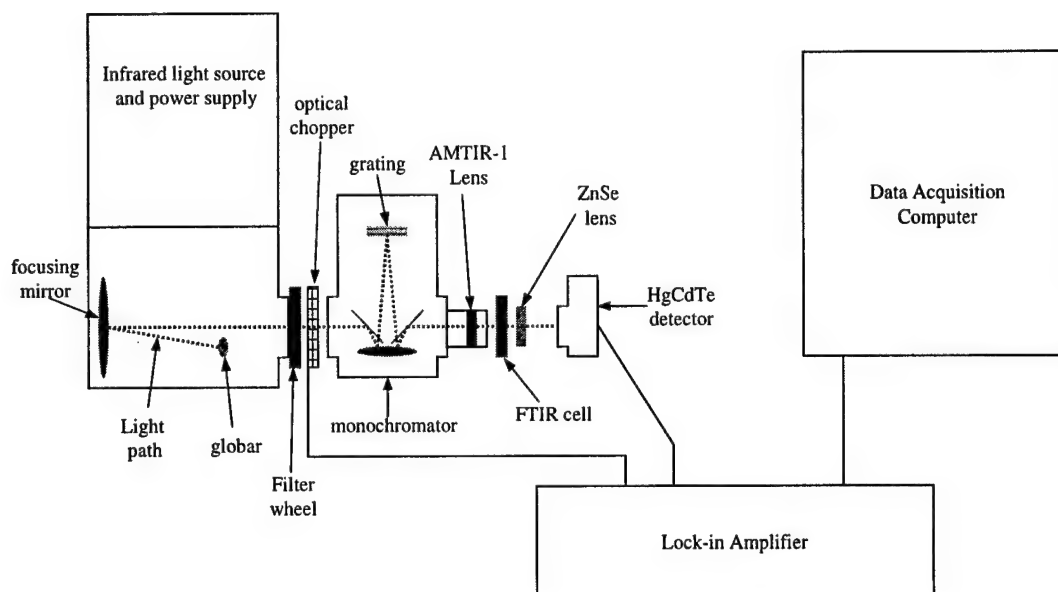 Infrared light source
and power supply
optical
chopper
grating
AMTIR-1
Lens
ZnSe
lens
Data Acquisition
Computer
focusing
mirror
HgCdTe
detector
Light
path
globar
monochromator
FTIR cell
Filter
wheel
Lock-in Amplifier